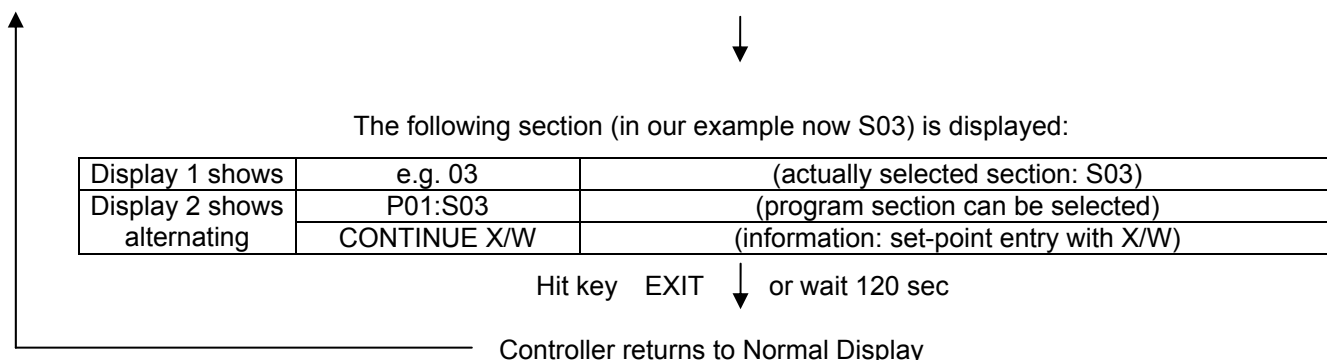 The following section (in our example now S03) is displayed:
Display 1 shows e.g. 03 (actually selected section: S03)
Display 2 shows alternating P01:S03 (program section can be selected)
CONTINUE X/W (information: set-point entry with X/W)
Hit key EXIT or wait 120 sec
Controller returns to Normal Display